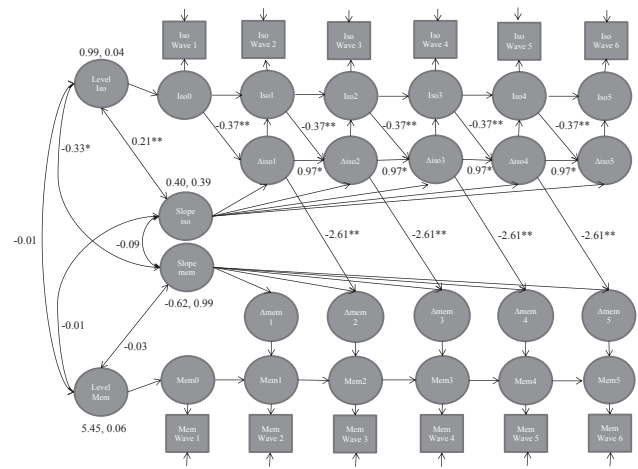 Iso
Wave 1
Iso
Wave 2
Iso
Wave 3
Iso
Wave 4
Iso
Wave 5
Iso
Wave 6
0.99, 0.04
Level
Iso
Iso0
Iso1
Iso2
Iso3
Iso4
Iso5
-0.37**
-0.37**
-0.37**
-0.37**
-0.37**
-0.33*
0.21**
Δiso1
Δiso2
Δiso3
Δiso4
Δiso5
0.97*
0.97*
0.97*
0.97*
0.40, 0.39
Slope
iso
-0.01
-0.09
-2.61**
-2.61**
-2.61**
-2.61**
Slope
mem
-0.62, 0.99
Δmem
1
Δmem
2
Δmem
3
Δmem
4
Δmem
5
-0.01
-0.03
Level
Mem
Mem0
Mem1
Mem2
Mem3
Mem4
Mem5
5.45, 0.06
Mem
Wave 1
Mem
Wave 2
Mem
Wave 3
Mem
Wave 4
Mem
Wave 5
Mem
Wave 6